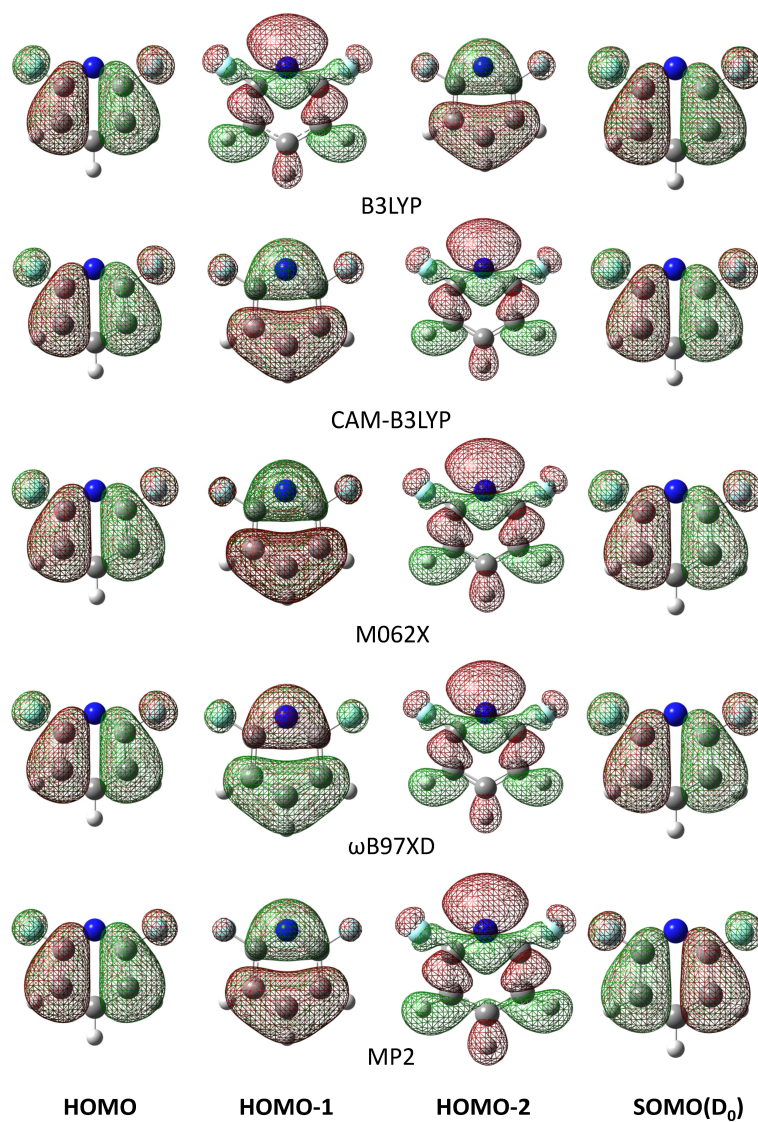 B3LYP
CAM-B3LYP
M062X
ωB97XD
MP2
HOMO HOMO-1 HOMO-2 SOMO(D₀)